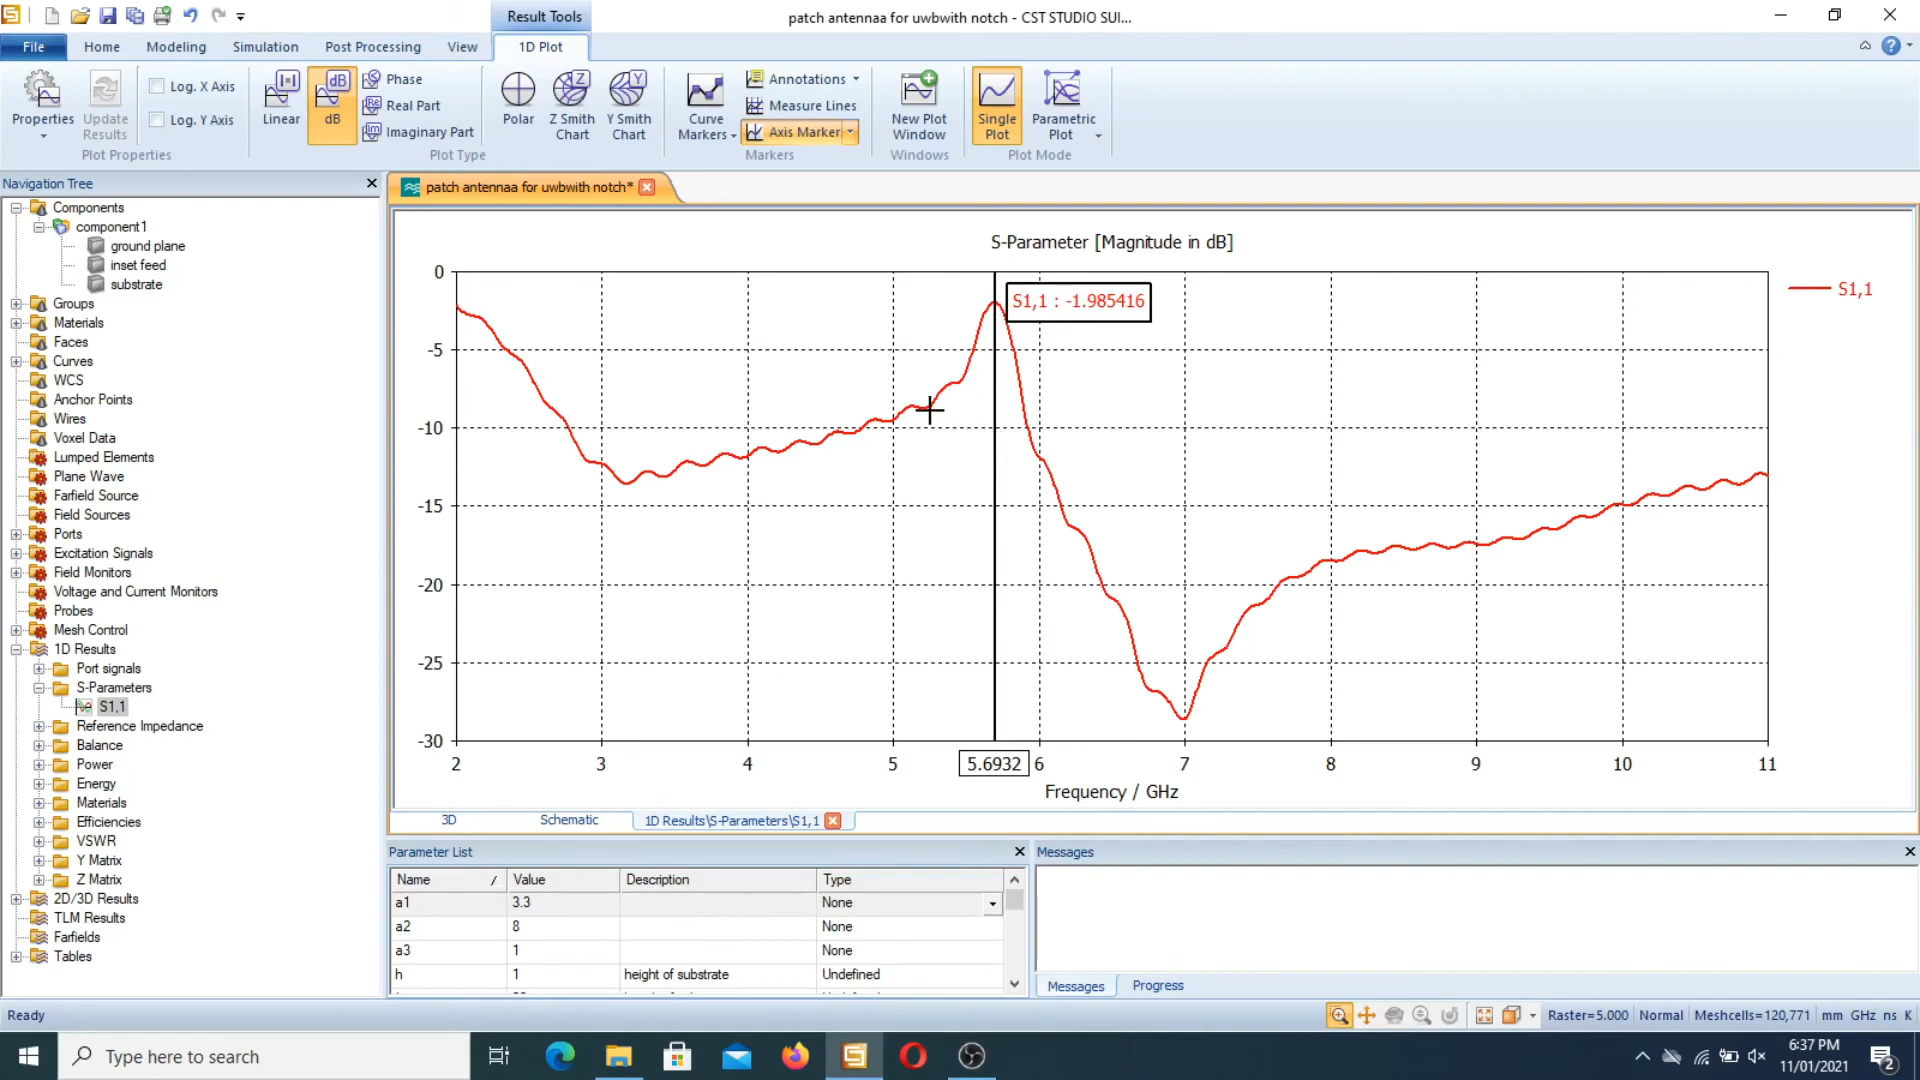 Result Tools
patch antennaa for uwbwith notch - CST STUDIO SUI...
File Home Modeling Simulation Post Processing View 1D Plot
Properties
Update Results
Log. X Axis
Log. Y Axis
Plot Properties
Linear
dB
Phase
Real Part
Imaginary Part
Plot Type
Polar
Z Smith Chart
Y Smith Chart
Curve Markers
Annotations
Measure Lines
Axis Marker
Markers
New Plot Window
Windows
Single Plot
Parametric Plot
Plot Mode
Navigation Tree
Components
component1
ground plane
inset feed
substrate
Groups
Materials
Faces
Curves
WCS
Anchor Points
Wires
Voxel Data
Lumped Elements
Plane Wave
Farfield Source
Field Sources
Ports
Excitation Signals
Field Monitors
Voltage and Current Monitors
Probes
Mesh Control
1D Results
Port signals
S-Parameters
S1,1
Reference Impedance
Balance
Power
Energy
Materials
Efficiencies
VSWR
Y Matrix
Z Matrix
2D/3D Results
TLM Results
Farfields
Tables
patch antennaa for uwbwith notch*
S-Parameter [Magnitude in dB]
S1,1 : -1.985416
S1,1
0
-5
-10
-15
-20
-25
-30
2 3 4 5 5.6932 6 7 8 9 10 11
Frequency / GHz
3D Schematic 1D Results\S-Parameters\S1,1
Parameter List
Name / Value Description Type
a1 3.3 None
a2 8 None
a3 1 None
h 1 height of substrate Undefined
Messages
Messages Progress
Ready
Raster=5.000 Normal Meshcells=120,771 mm GHz ns K
Type here to search
6:37 PM
11/01/2021
2